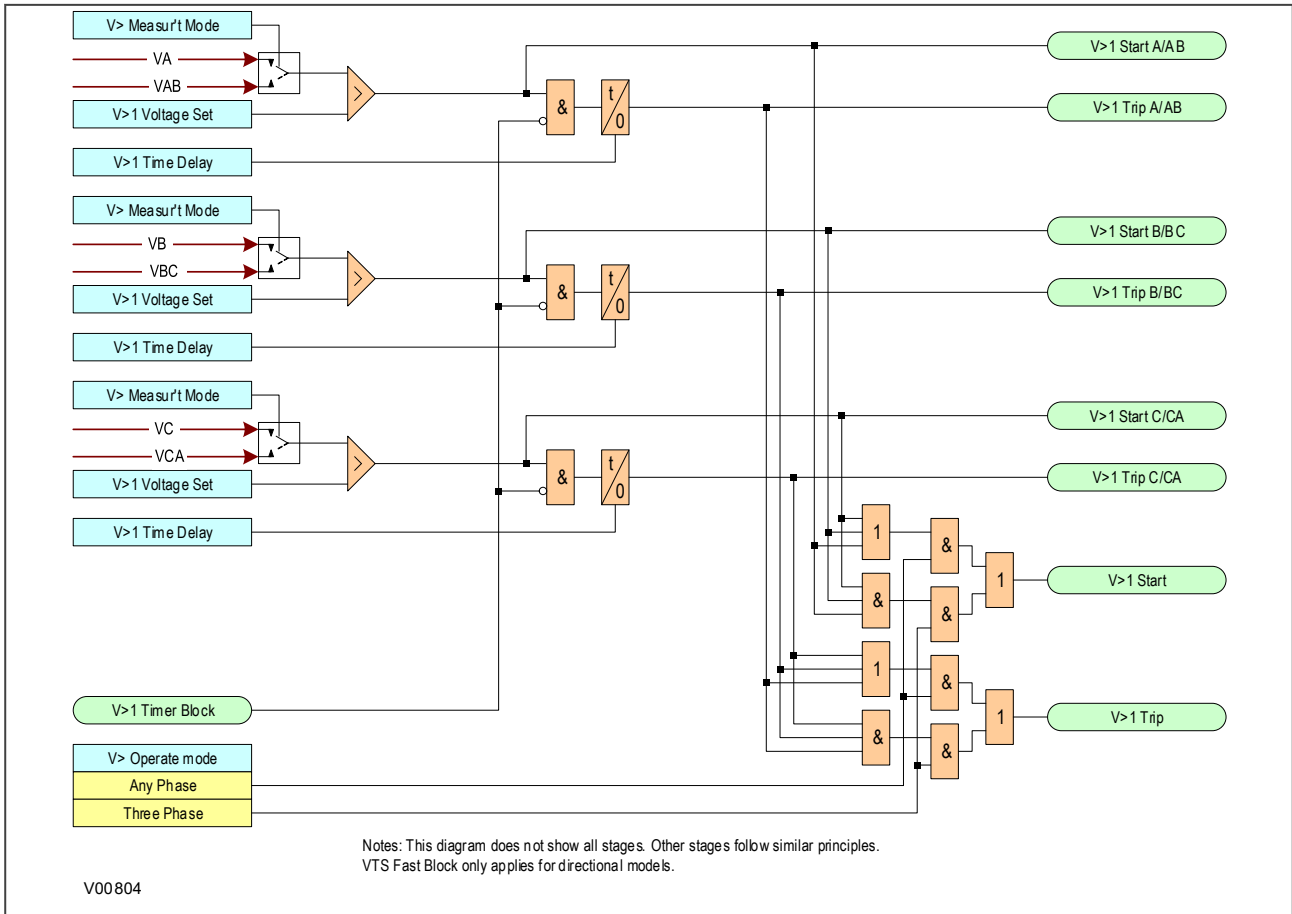 V> Measur't Mode
V>1 Start A/AB
VA
VAB
>
&
t
0
V>1 Trip A/AB
V>1 Voltage Set
V>1 Time Delay
V> Measur't Mode
V>1 Start B/BC
VB
VBC
>
&
t
0
V>1 Trip B/BC
V>1 Voltage Set
V>1 Time Delay
V> Measur't Mode
V>1 Start C/CA
VC
VCA
>
&
t
0
V>1 Trip C/CA
V>1 Voltage Set
V>1 Time Delay
1
&
1
V>1 Start
&
&
1
&
1
V>1 Trip
&
&
V>1 Timer Block
V> Operate mode
Any Phase
Three Phase
Notes: This diagram does not show all stages. Other stages follow similar principles.
VTS Fast Block only applies for directional models.
V00804